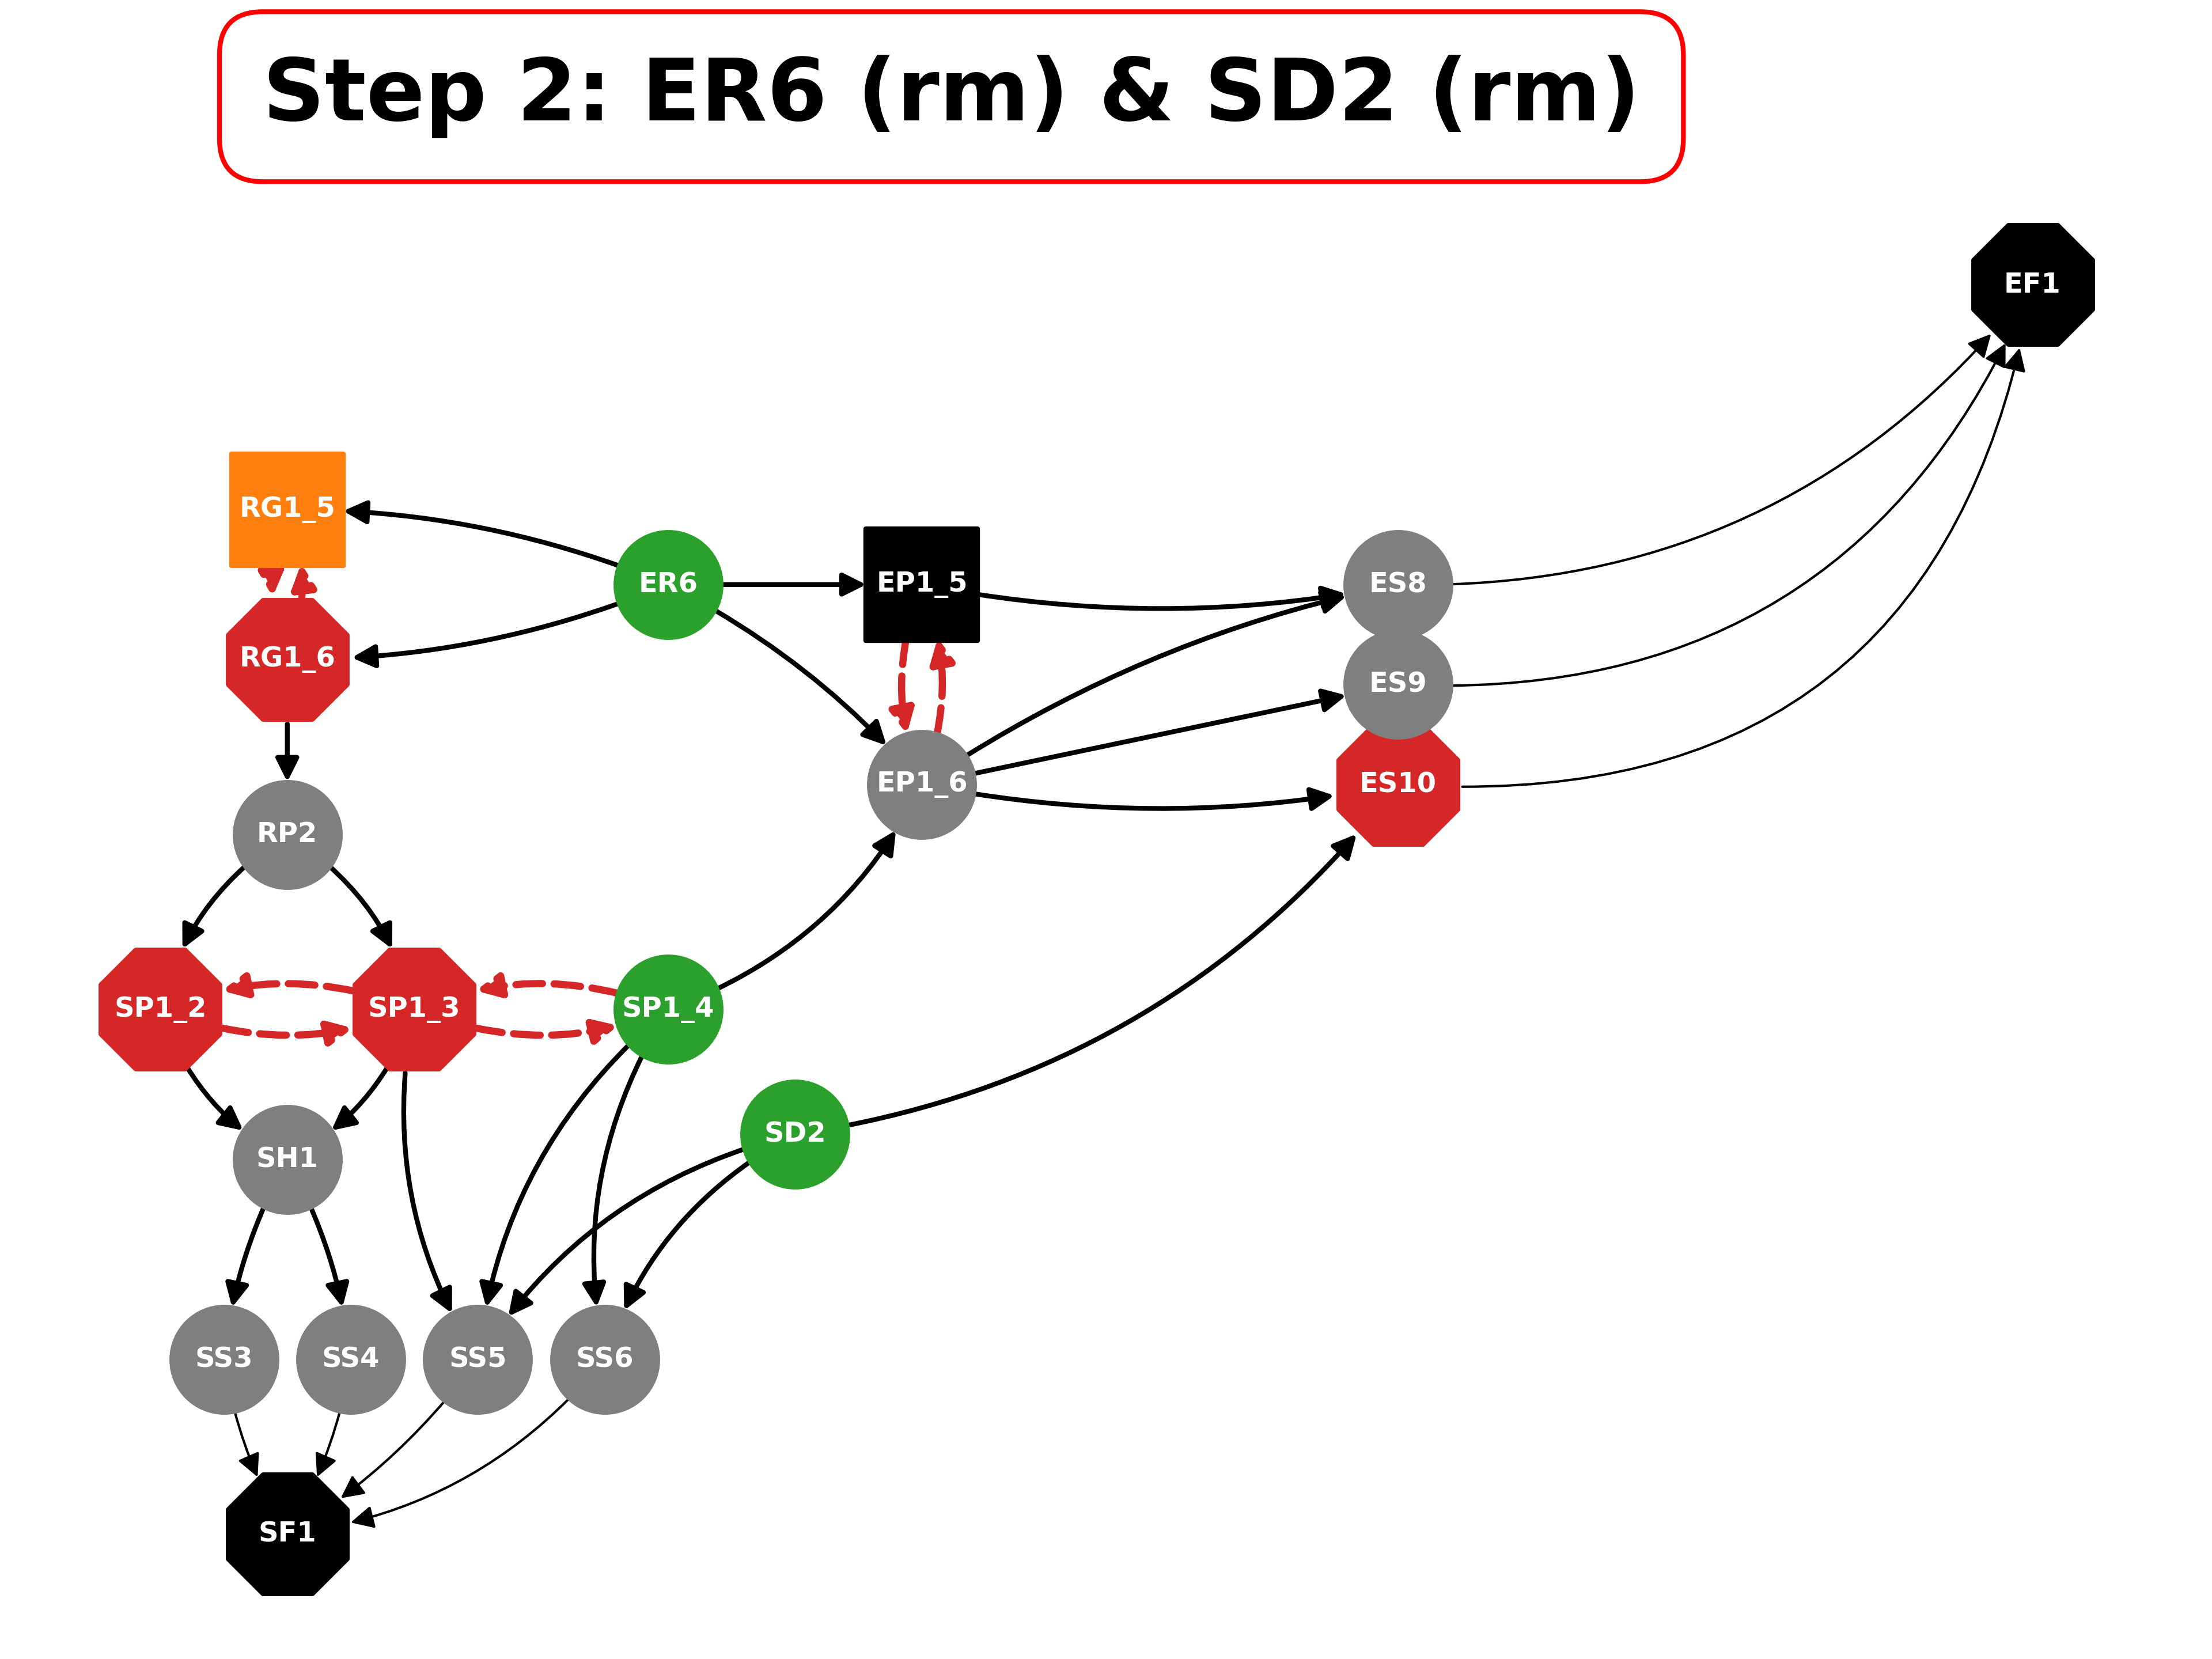 Step 2: ER6 (rm) & SD2 (rm)
EF1
RG1_5
ER6
EP1_5
ES8
RG1_6
ES9
EP1_6
ES10
RP2
SP1_2
SP1_3
SP1_4
SD2
SH1
SS3
SS4
SS5
SS6
SF1